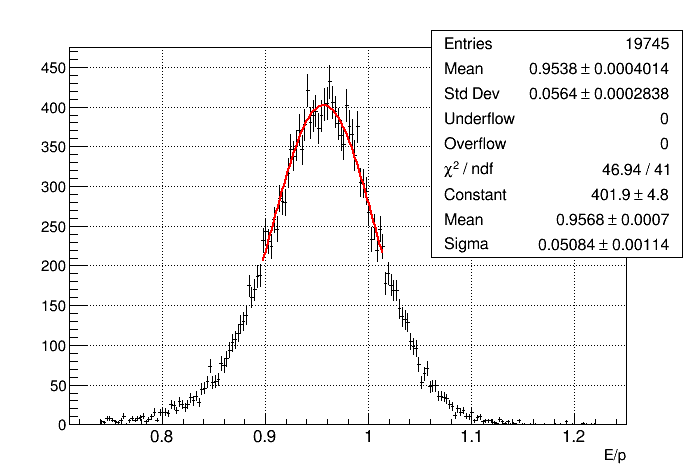 Entries 19745
Mean 0.9538 ± 0.0004014
Std Dev 0.0564 ± 0.0002838
Underflow 0
Overflow 0
χ² / ndf 46.94 / 41
Constant 401.9 ± 4.8
Mean 0.9568 ± 0.0007
Sigma 0.05084 ± 0.00114
450
400
350
300
250
200
150
100
50
0
0.8 0.9 1 1.1 1.2
E/p